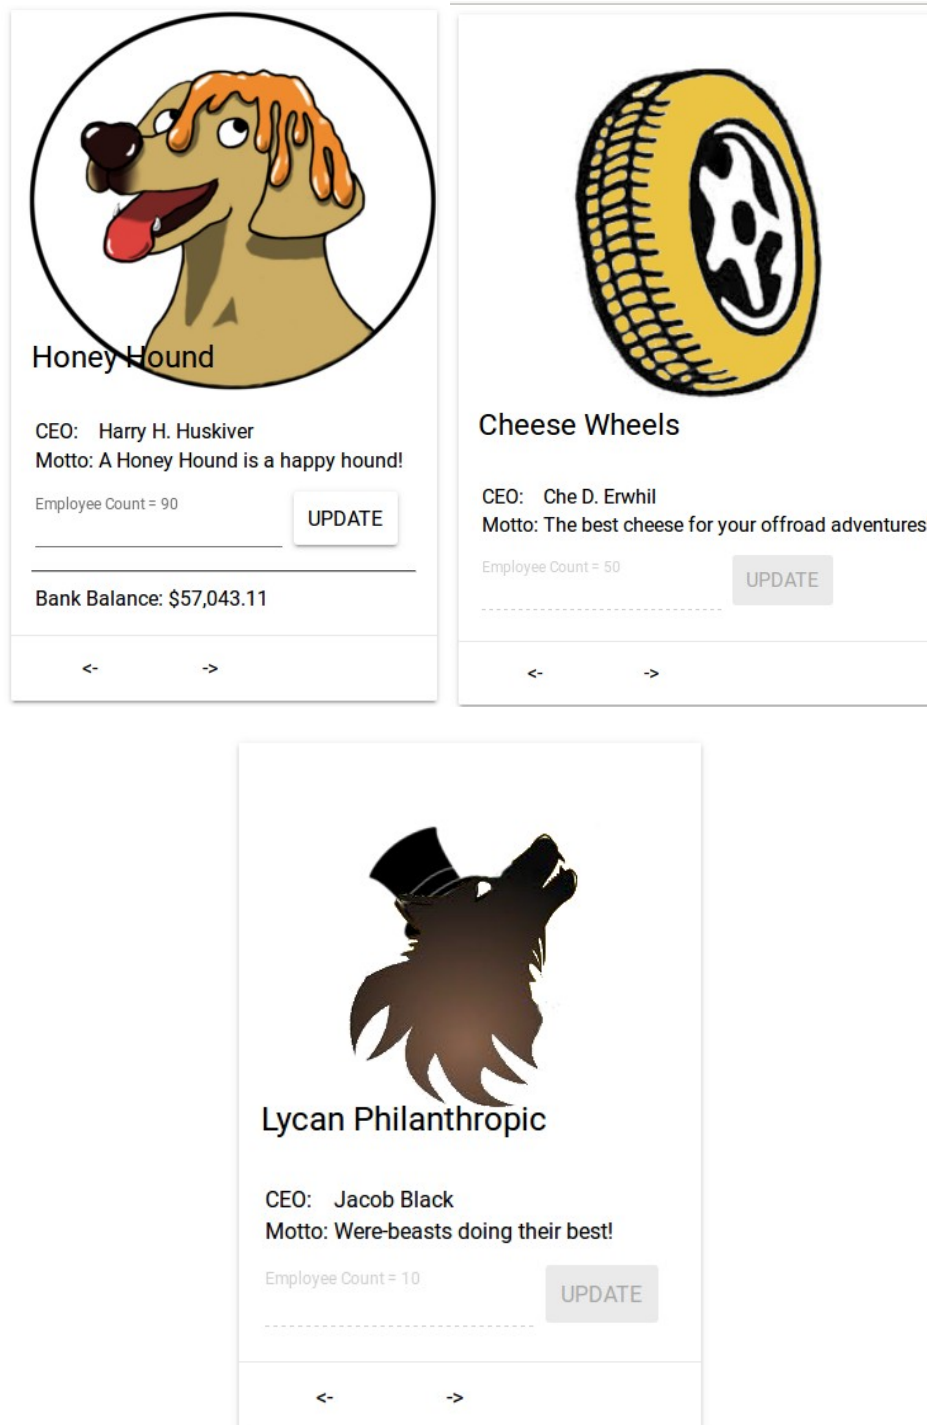 Honey Hound
CEO: Harry H. Huskiver
Motto: A Honey Hound is a happy hound!
Employee Count = 90
UPDATE
Bank Balance: $57,043.11
<- ->
Cheese Wheels
CEO: Che D. Erwhil
Motto: The best cheese for your offroad adventures
Employee Count = 50
UPDATE
<- ->
Lycan Philanthropic
CEO: Jacob Black
Motto: Were-beasts doing their best!
Employee Count = 10
UPDATE
<- ->